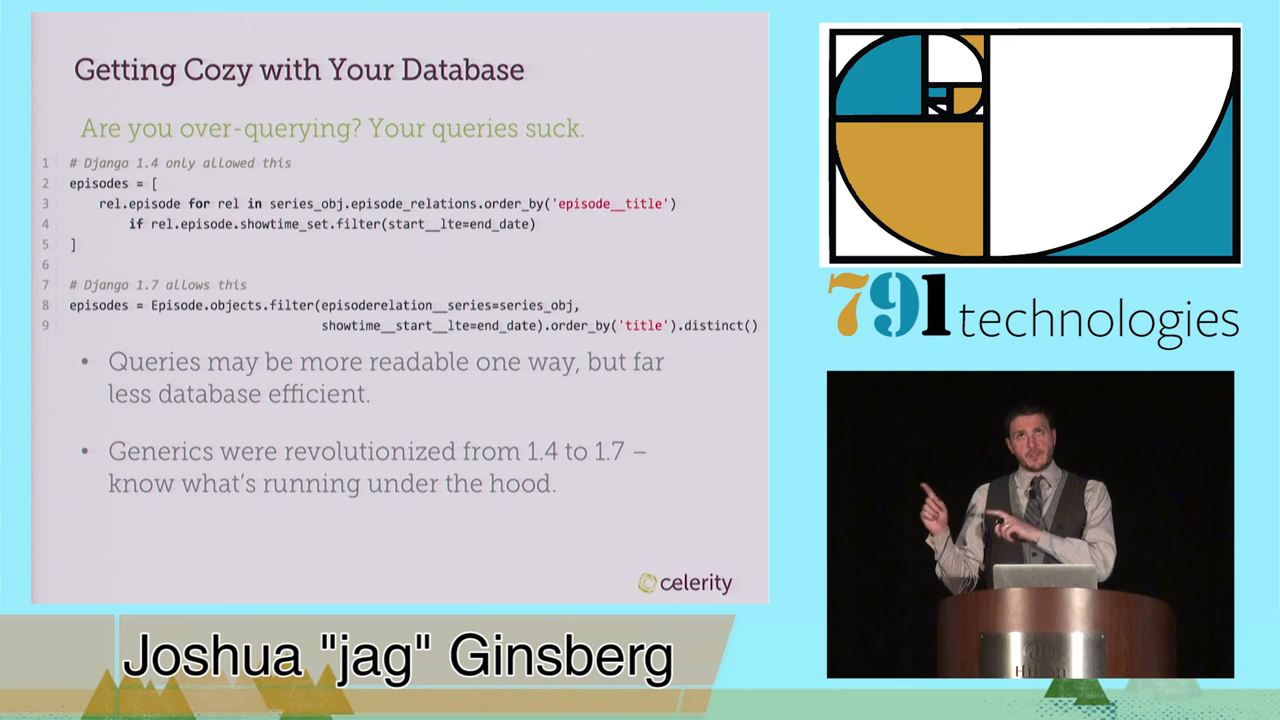 Getting Cozy with Your Database
Are you over-querying? Your queries suck.
1 # Django 1.4 only allowed this
2 episodes = [
3 rel.episode for rel in series_obj.episode_relations.order_by('episode__title')
4 if rel.episode.showtime_set.filter(start__lte=end_date)
5 ]
6
7 # Django 1.7 allows this
8 episodes = Episode.objects.filter(episoderelation__series=series_obj,
9 showtime__start__lte=end_date).order_by('title').distinct()
• Queries may be more readable one way, but far
less database efficient.
• Generics were revolutionized from 1.4 to 1.7 –
know what's running under the hood.
celerity
Joshua "jag" Ginsberg
791 technologies
Hilton